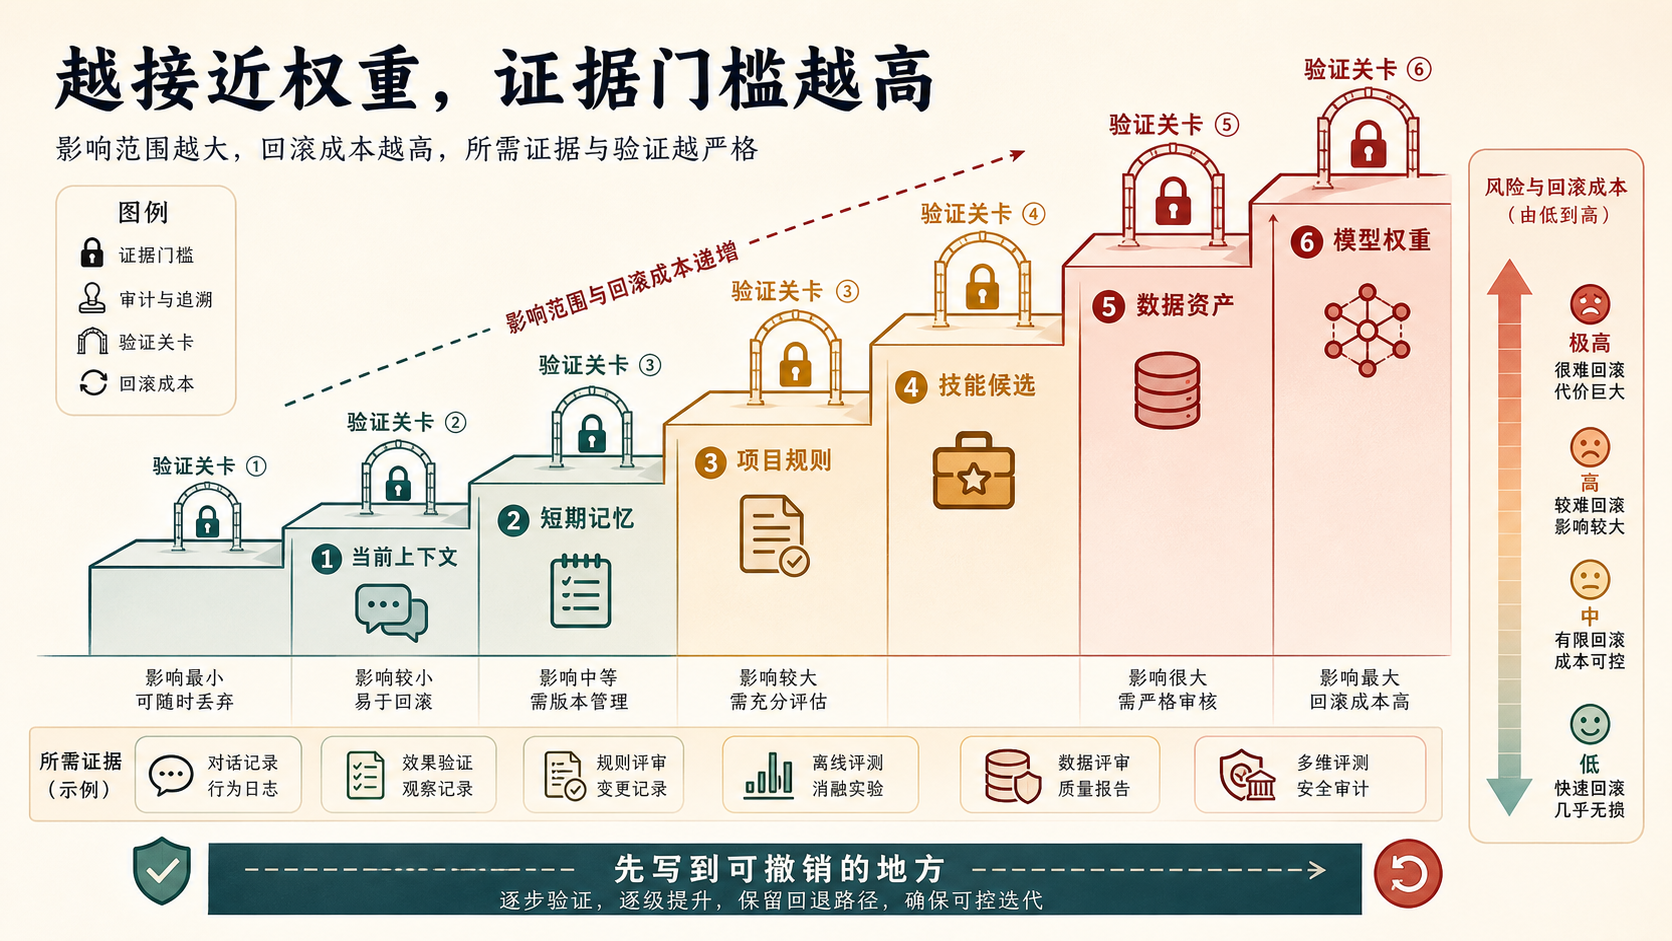 越接近权重，证据门槛越高
影响范围越大，回滚成本越高，所需证据与验证越严格
图例
证据门槛
审计与追溯
验证关卡
回滚成本
影响范围与回滚成本递增
验证关卡 ①
验证关卡 ②
验证关卡 ③
验证关卡 ③
验证关卡 ④
验证关卡 ⑤
验证关卡 ⑥
1 当前上下文
2 短期记忆
3 项目规则
4 技能候选
5 数据资产
6 模型权重
影响最小
可随时丢弃
影响较小
易于回滚
影响中等
需版本管理
影响较大
需充分评估
影响很大
需严格审核
影响最大
回滚成本高
所需证据
（示例）
对话记录
行为日志
效果验证
观察记录
规则评审
变更记录
离线评测
消融实验
数据评审
质量报告
多维评测
安全审计
风险与回滚成本
（由低到高）
极高
很难回滚
代价巨大
高
较难回滚
影响较大
中
有限回滚
成本可控
低
快速回滚
几乎无损
先写到可撤销的地方
逐步验证，逐级提升，保留回退路径，确保可控迭代